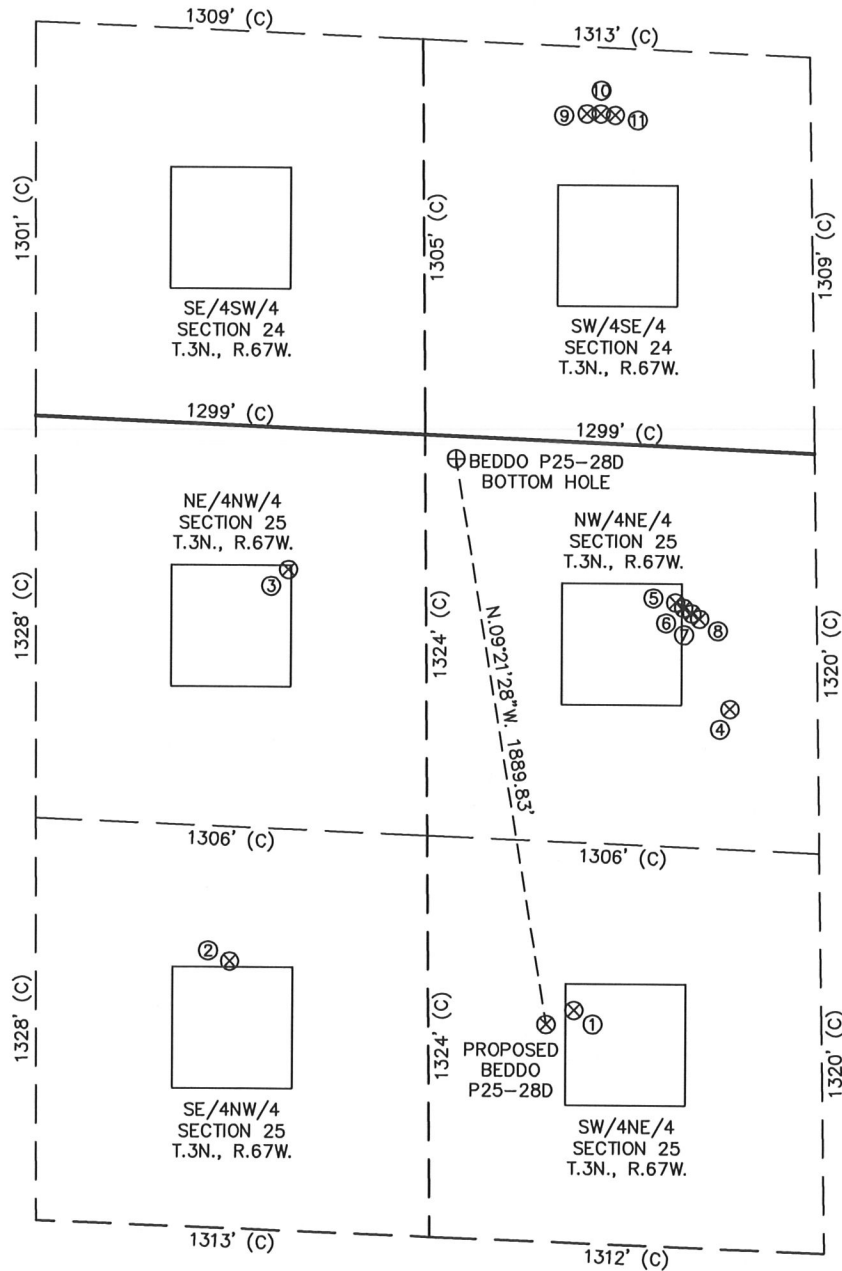 1309' (C)
1313' (C)
⑩
⑨
⑪
1301' (C)
1305' (C)
1309' (C)
SE/4SW/4
SECTION 24
T.3N., R.67W.
SW/4SE/4
SECTION 24
T.3N., R.67W.
1299' (C)
1299' (C)
BEDDO P25-28D
BOTTOM HOLE
NE/4NW/4
SECTION 25
T.3N., R.67W.
NW/4NE/4
SECTION 25
T.3N., R.67W.
③
⑤
⑥
⑦
⑧
④
1328' (C)
1324' (C)
N.09°21'28"W. 1889.83'
1320' (C)
1306' (C)
1306' (C)
②
①
1328' (C)
1324' (C)
PROPOSED
BEDDO
P25-28D
1320' (C)
SE/4NW/4
SECTION 25
T.3N., R.67W.
SW/4NE/4
SECTION 25
T.3N., R.67W.
1313' (C)
1312' (C)